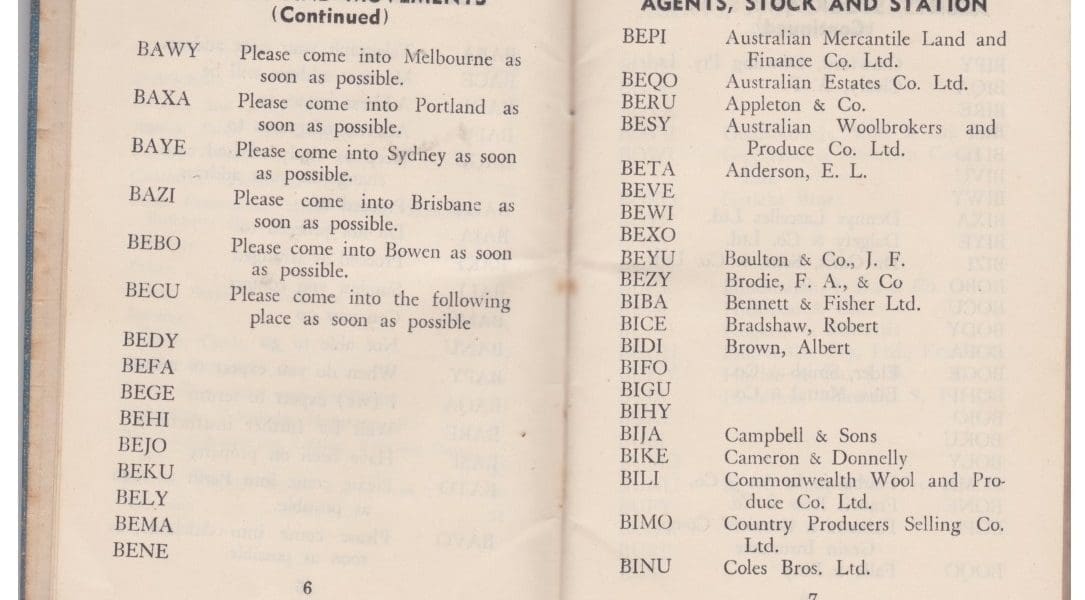 MOVEMENTS
(Continued)
BAWY Please come into Melbourne as
soon as possible.
BAXA Please come into Portland as
soon as possible.
BAYE Please come into Sydney as soon
as possible.
BAZI Please come into Brisbane as
soon as possible.
BEBO Please come into Bowen as soon
as possible.
BECU Please come into the following
place as soon as possible
BEDY
BEFA
BEGE
BEHI
BEJO
BEKU
BELY
BEMA
BENE
6
AGENTS, STOCK AND STATION
BEPI Australian Mercantile Land and
Finance Co. Ltd.
BEQO Australian Estates Co. Ltd.
BERU Appleton & Co.
BESY Australian Woolbrokers and
Produce Co. Ltd.
BETA Anderson, E. L.
BEVE
BEWI
BEXO
BEYU Boulton & Co., J. F.
BEZY Brodie, F. A., & Co
BIBA Bennett & Fisher Ltd.
BICE Bradshaw, Robert
BIDI Brown, Albert
BIFO
BIGU
BIHY
BIJA Campbell & Sons
BIKE Cameron & Donnelly
BILI Commonwealth Wool and Pro-
duce Co. Ltd.
BIMO Country Producers Selling Co.
Ltd.
BINU Coles Bros. Ltd.
7